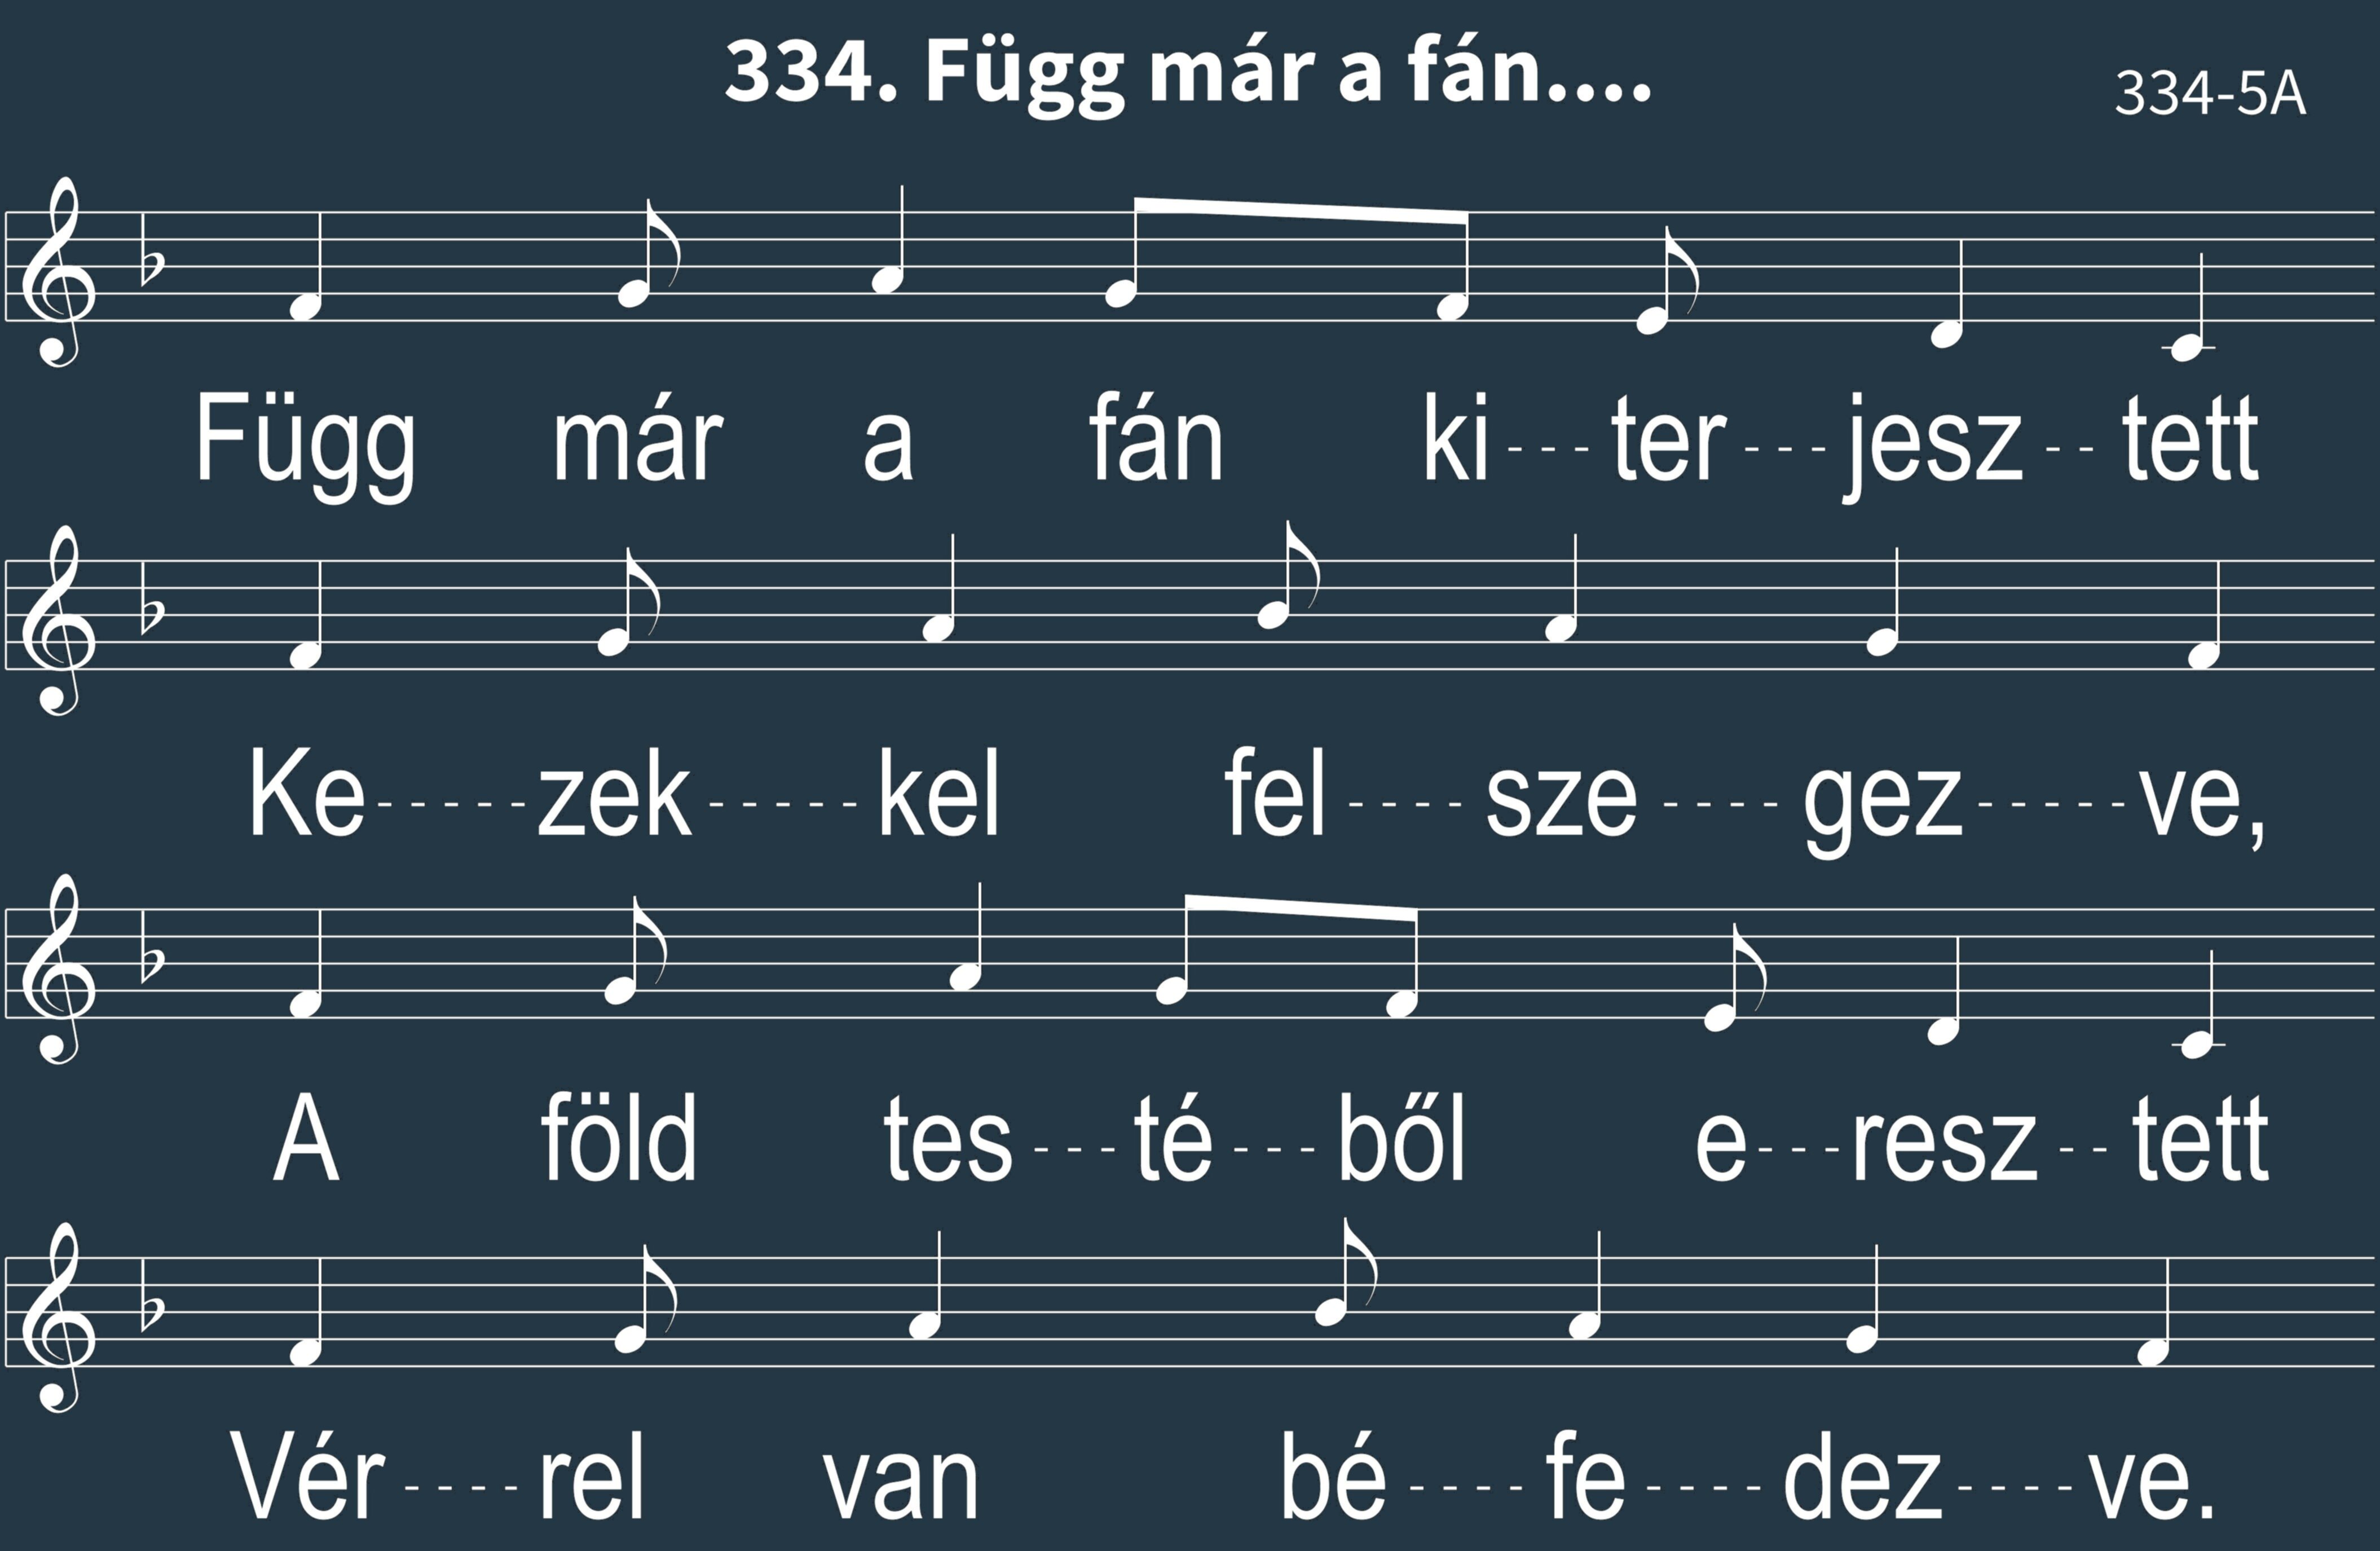 334. Függ már a fán....
334-5A
Függ már a fán ki---ter---jesz--tett
Ke-----zek-----kel fel----sze----gez-----ve,
A föld tes---té---ből e---resz--tett
Vér----rel van bé----fe----dez----ve.